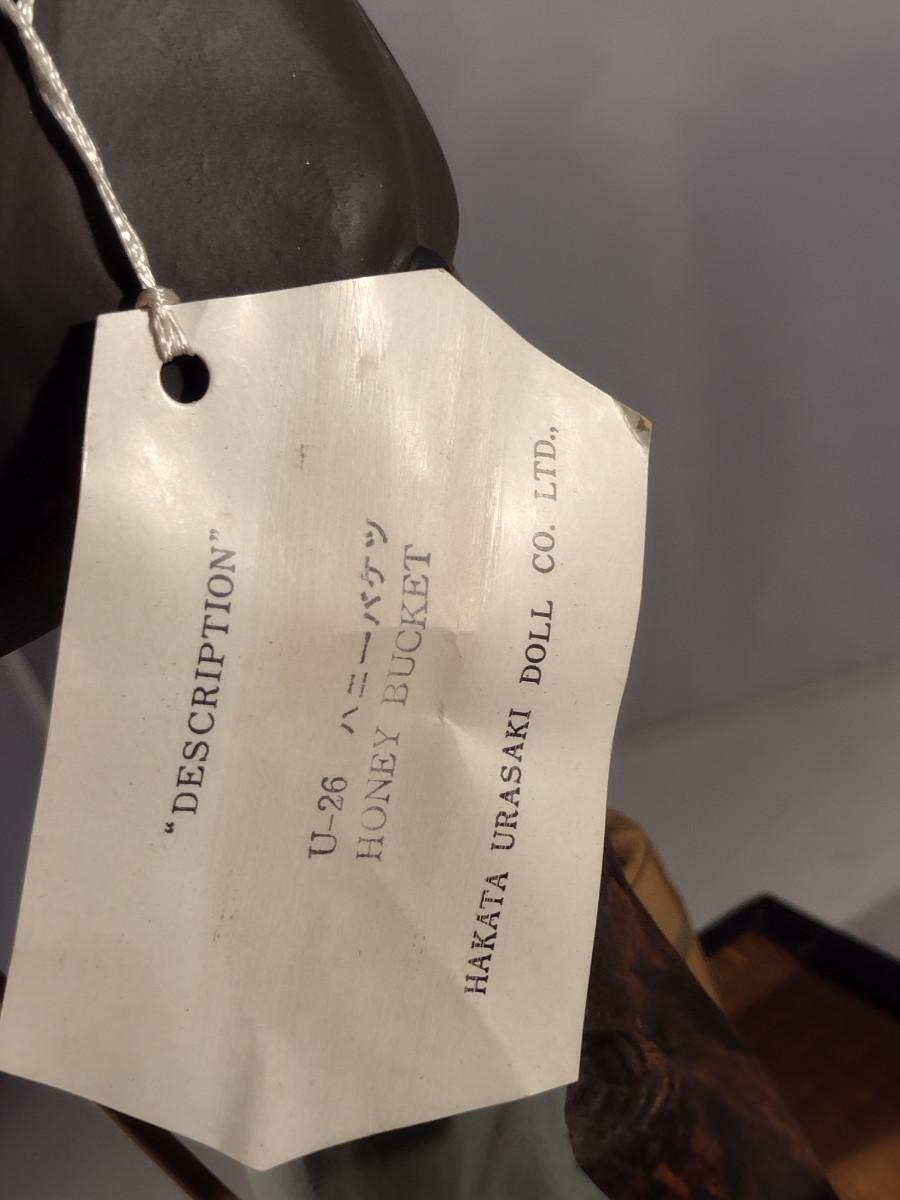 “DESCRIPTION”
U-26 ハニーバケツ
HONEY BUCKET
HAKATA URASAKI DOLL CO. LTD.,